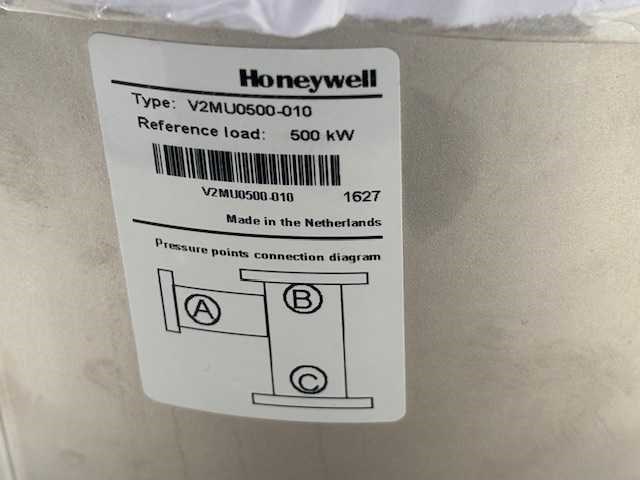 Honeywell
Type: V2MU0500-010
Reference load: 500 kW
V2MU0500-010 1627
Made in the Netherlands
Pressure points connection diagram
A
B
C